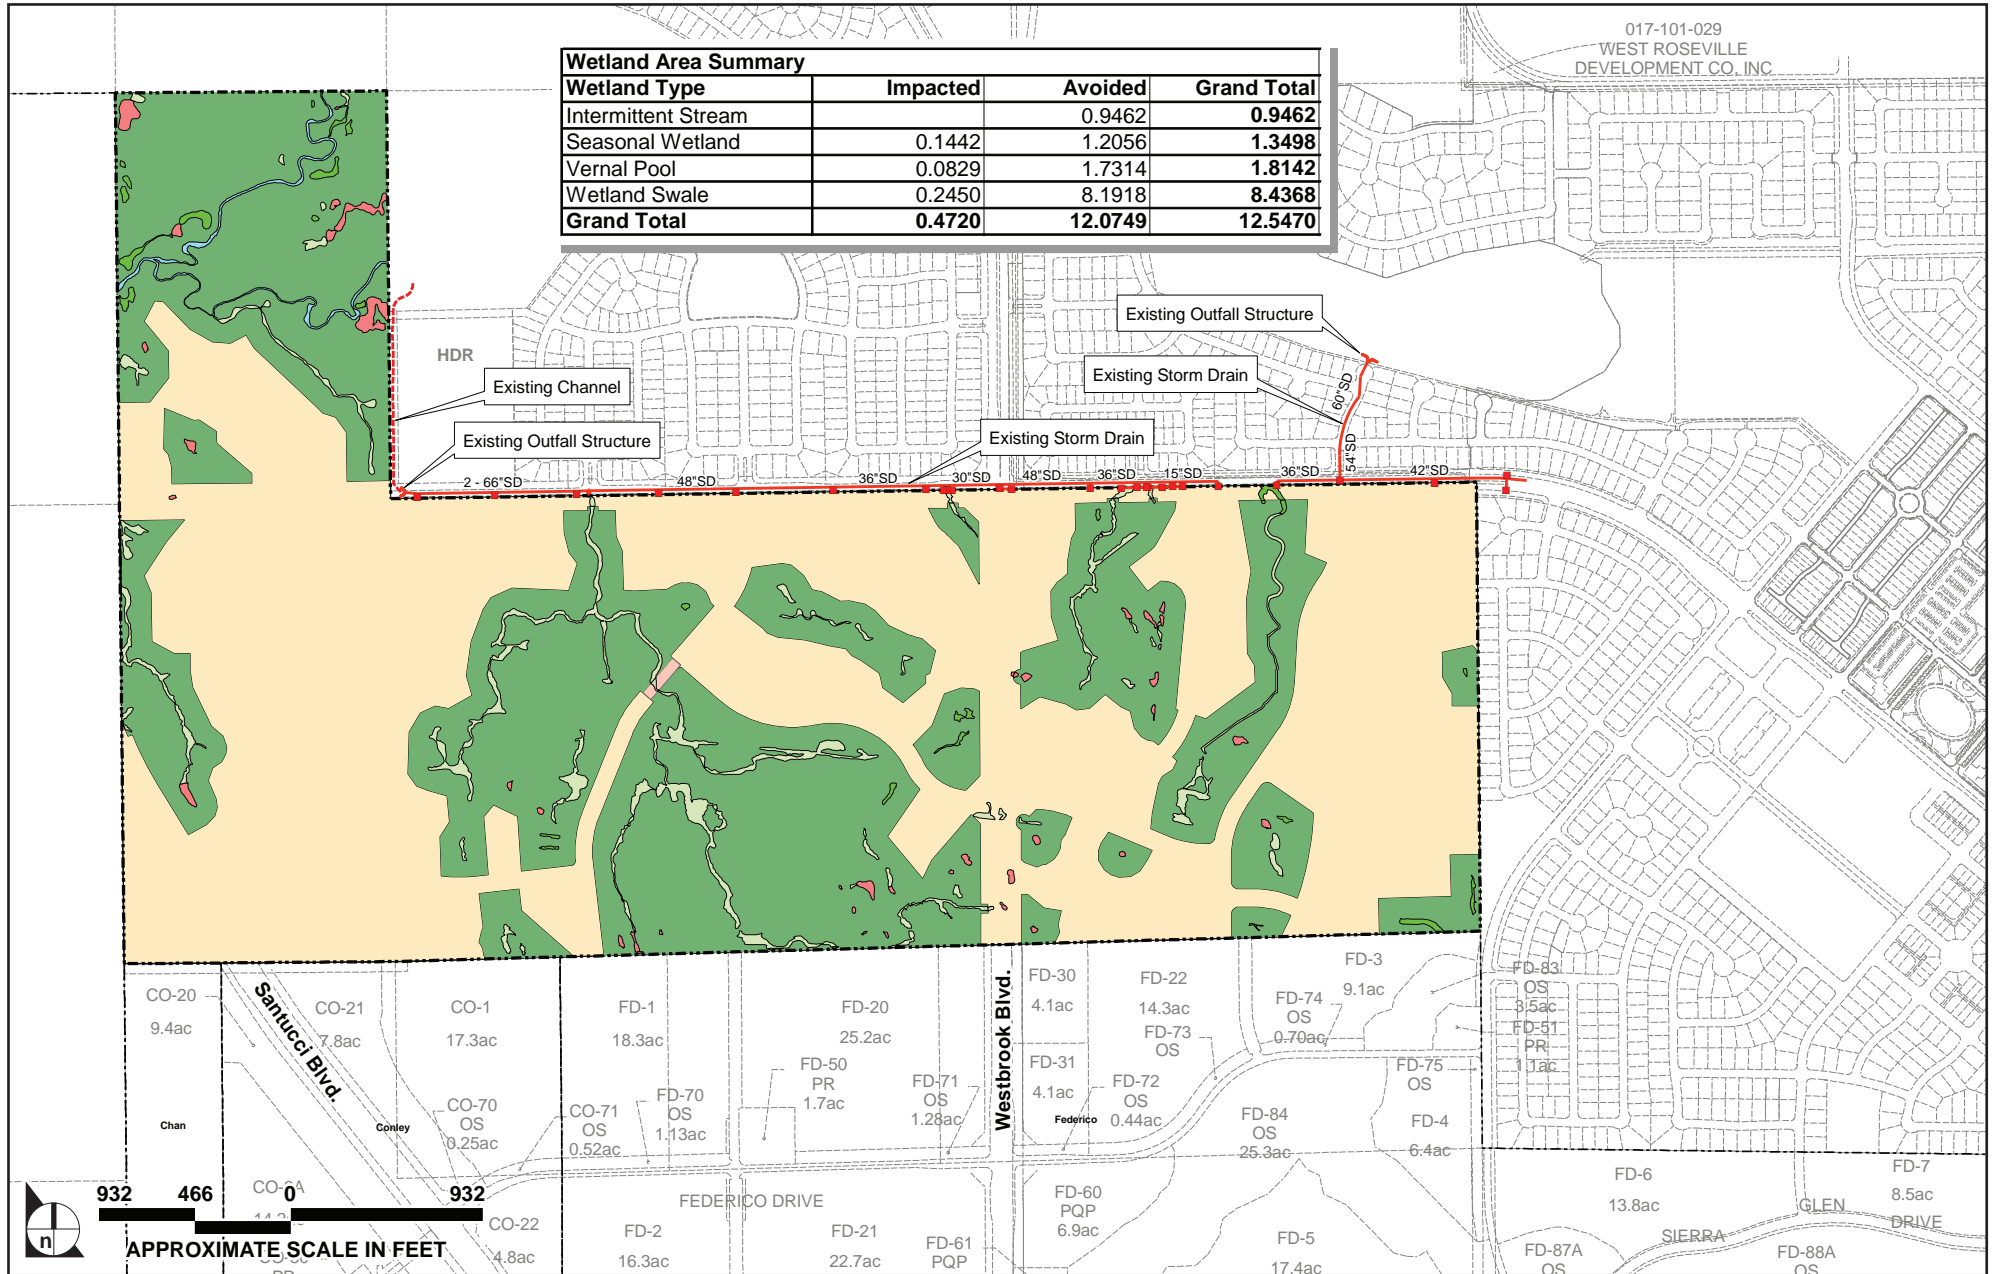 017-101-029
WEST ROSEVILLE
DEVELOPMENT CO, INC
Wetland Area Summary
Wetland Type Impacted Avoided Grand Total
Intermittent Stream 0.9462 0.9462
Seasonal Wetland 0.1442 1.2056 1.3498
Vernal Pool 0.0829 1.7314 1.8142
Wetland Swale 0.2450 8.1918 8.4368
Grand Total 0.4720 12.0749 12.5470
Existing Outfall Structure
HDR
Existing Channel
Existing Storm Drain
60"SD
Existing Outfall Structure
Existing Storm Drain
54"SD
2 - 66"SD
48"SD
36"SD
30"SD
48"SD
36"SD
15"SD
36"SD
42"SD
CO-20
9.4ac
Santucci Blvd.
CO-21
7.8ac
CO-1
17.3ac
FD-1
18.3ac
FD-20
25.2ac
Westbrook Blvd.
FD-30
4.1ac
FD-22
14.3ac
FD-3
9.1ac
FD-74
OS
0.70ac
FD-83
OS
3.5ac
FD-51
PR
1.1ac
FD-73
OS
FD-31
4.1ac
FD-50
PR
1.7ac
FD-71
OS
1.28ac
FD-72
OS
0.44ac
FD-75
OS
FD-70
OS
1.13ac
CO-70
OS
0.25ac
CO-71
OS
0.52ac
Chan
Conley
Federico
FD-84
OS
25.3ac
FD-4
6.4ac
FD-6
13.8ac
FD-7
8.5ac
932 466 0 932
APPROXIMATE SCALE IN FEET
n
FEDERICO DRIVE
CO-22
4.8ac
FD-2
16.3ac
FD-21
22.7ac
FD-61
PQP
FD-60
PQP
6.9ac
FD-5
17.4ac
SIERRA
GLEN
DRIVE
FD-87A
OS
FD-88A
OS